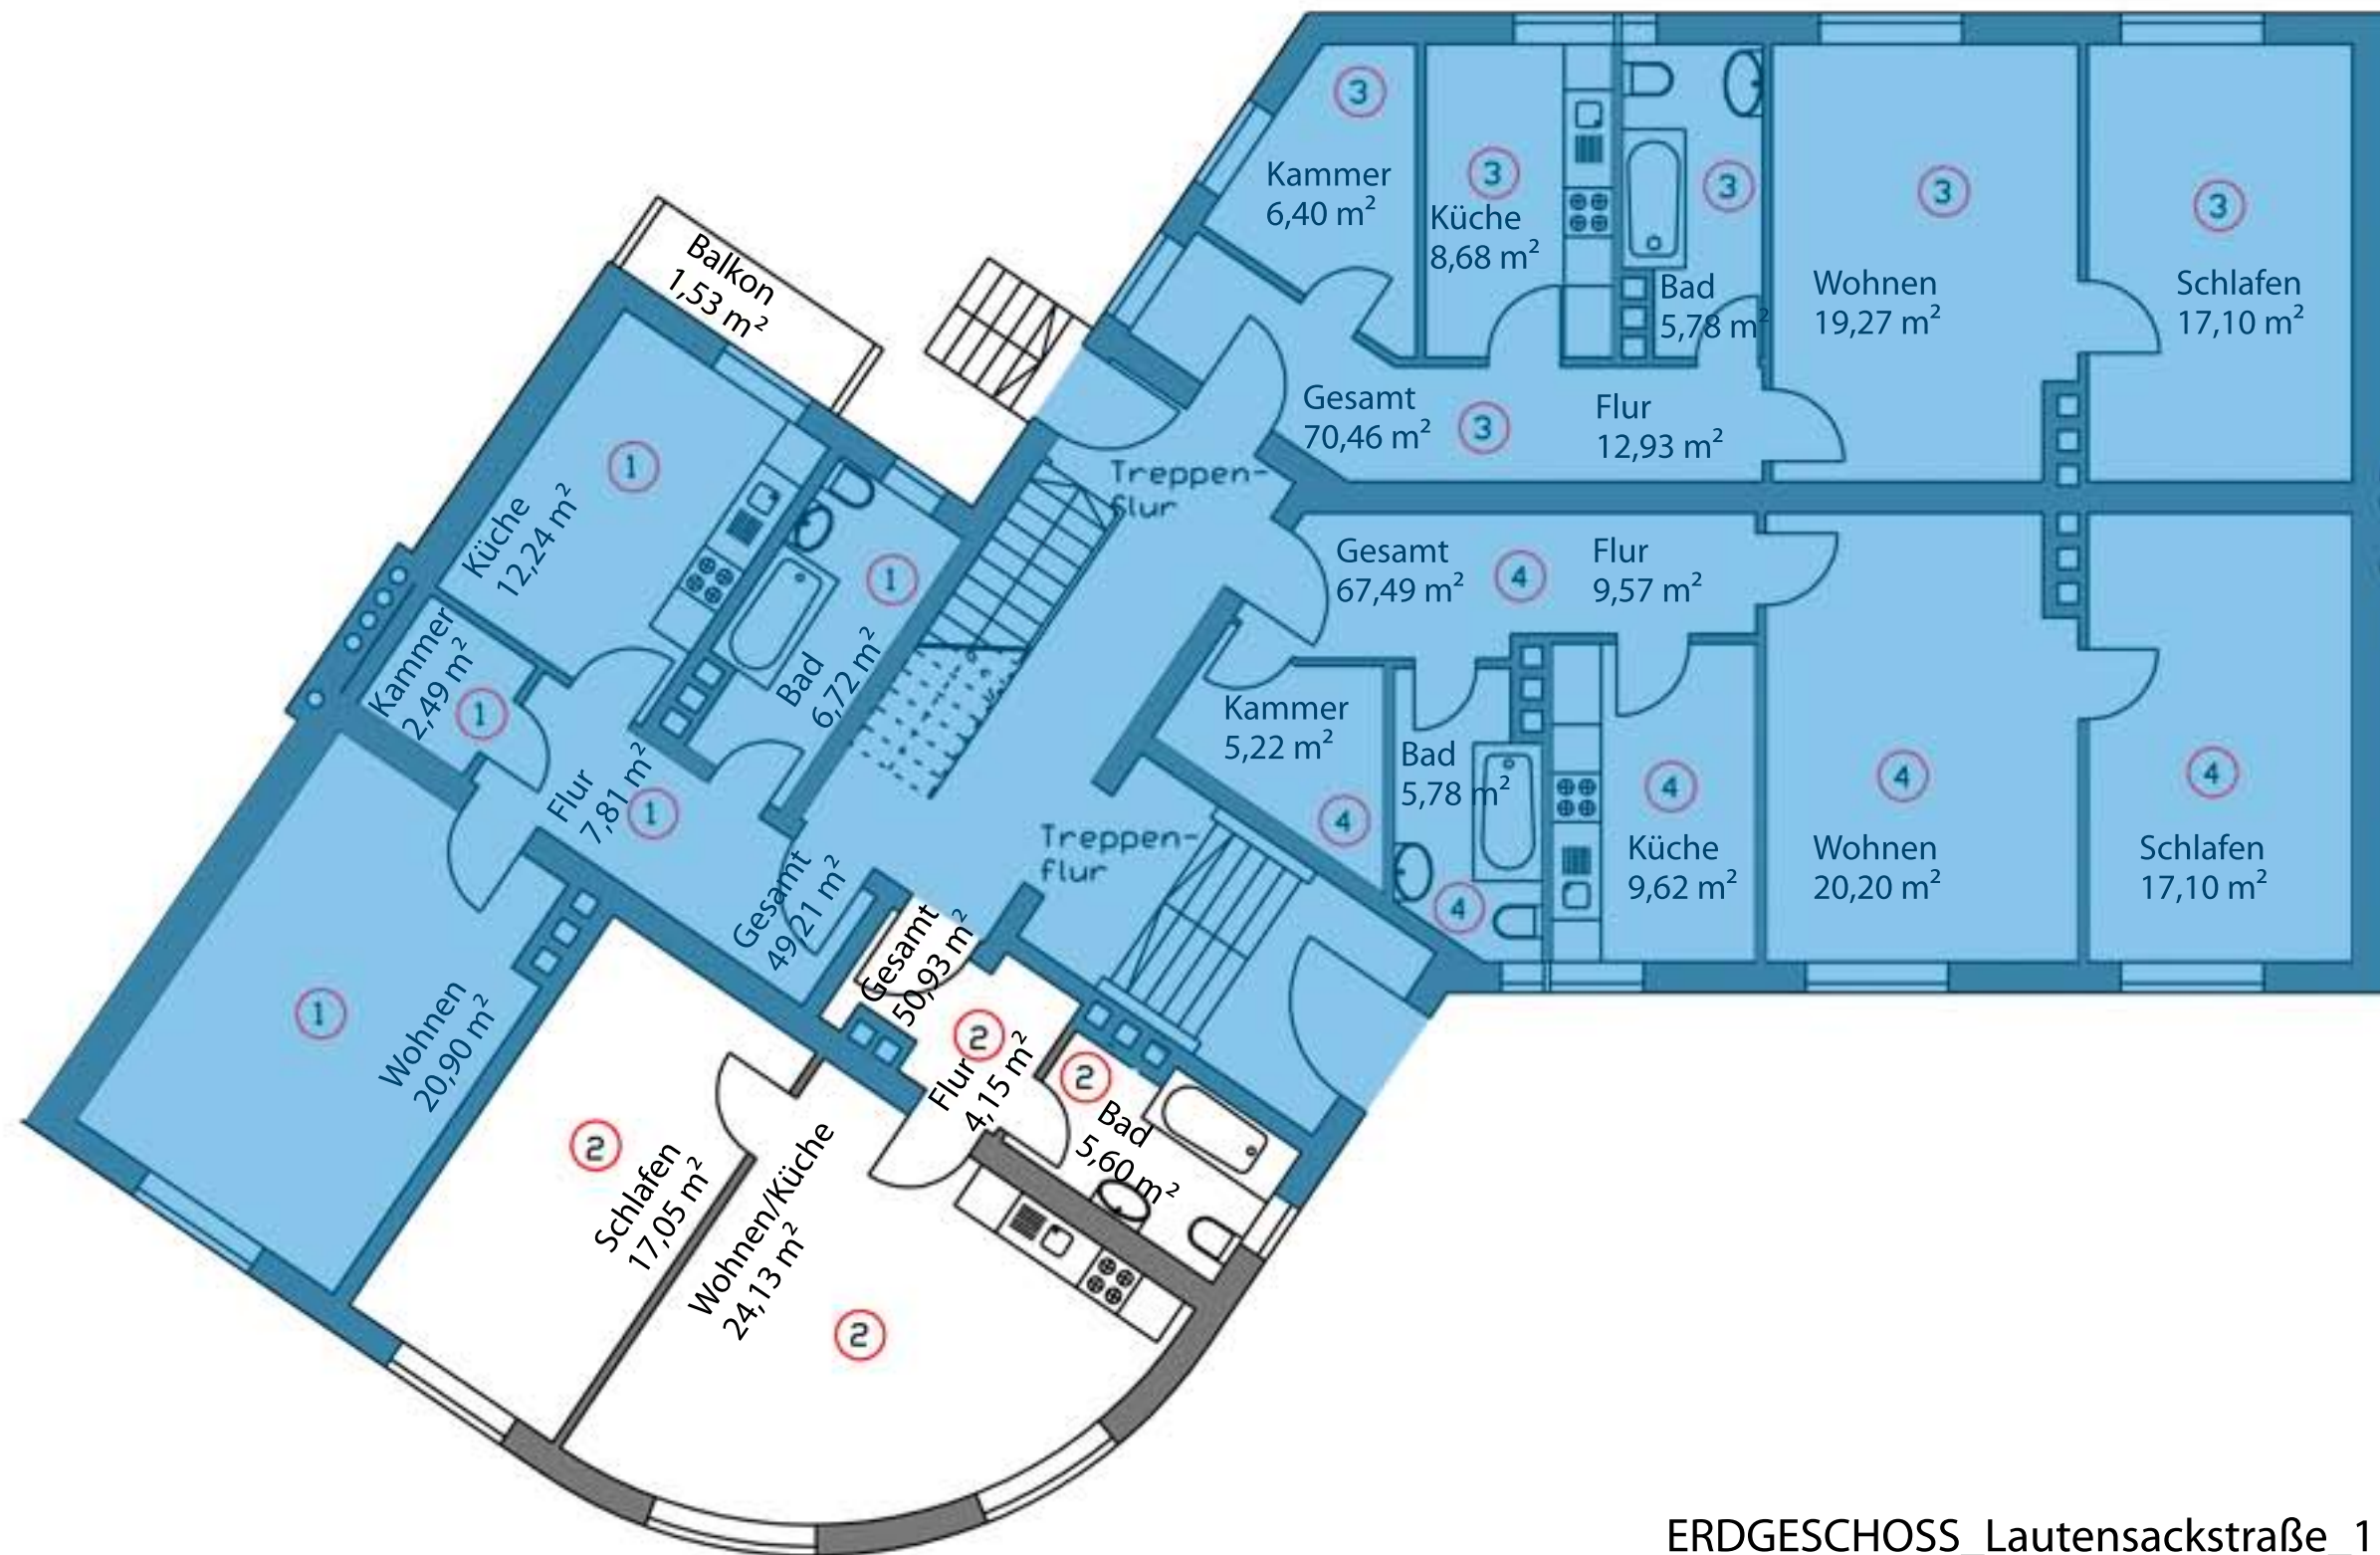 3
Kammer
6,40 m²
3
Küche
8,68 m²
3
Bad
5,78 m²
3
Wohnen
19,27 m²
3
Schlafen
17,10 m²
Gesamt
70,46 m²
3
Flur
12,93 m²
Balkon
1,53 m²
1
Küche
12,24 m²
1
Bad
6,72 m²
Kammer
2,49 m²
1
Flur
7,81 m²
1
Gesamt
49,21 m²
1
Wohnen
20,90 m²
Treppen-
flur
Treppen-
flur
Gesamt
67,49 m²
4
Flur
9,57 m²
Kammer
5,22 m²
4
Bad
5,78 m²
4
4
Küche
9,62 m²
4
Wohnen
20,20 m²
4
Schlafen
17,10 m²
Gesamt
50,93 m²
2
Flur
4,15 m²
2
Bad
5,60 m²
2
Schlafen
17,05 m²
Wohnen/Küche
24,13 m²
2
ERDGESCHOSS_Lautensackstraße_1